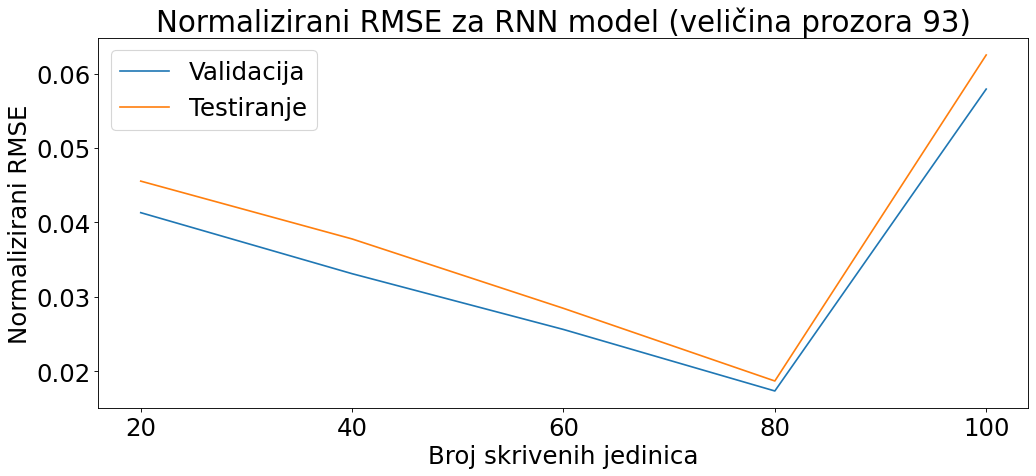 Normalizirani RMSE za RNN model (veličina prozora 93)
Validacija
Testiranje
Normalizirani RMSE
0.06
0.05
0.04
0.03
0.02
20 40 60 80 100
Broj skrivenih jedinica